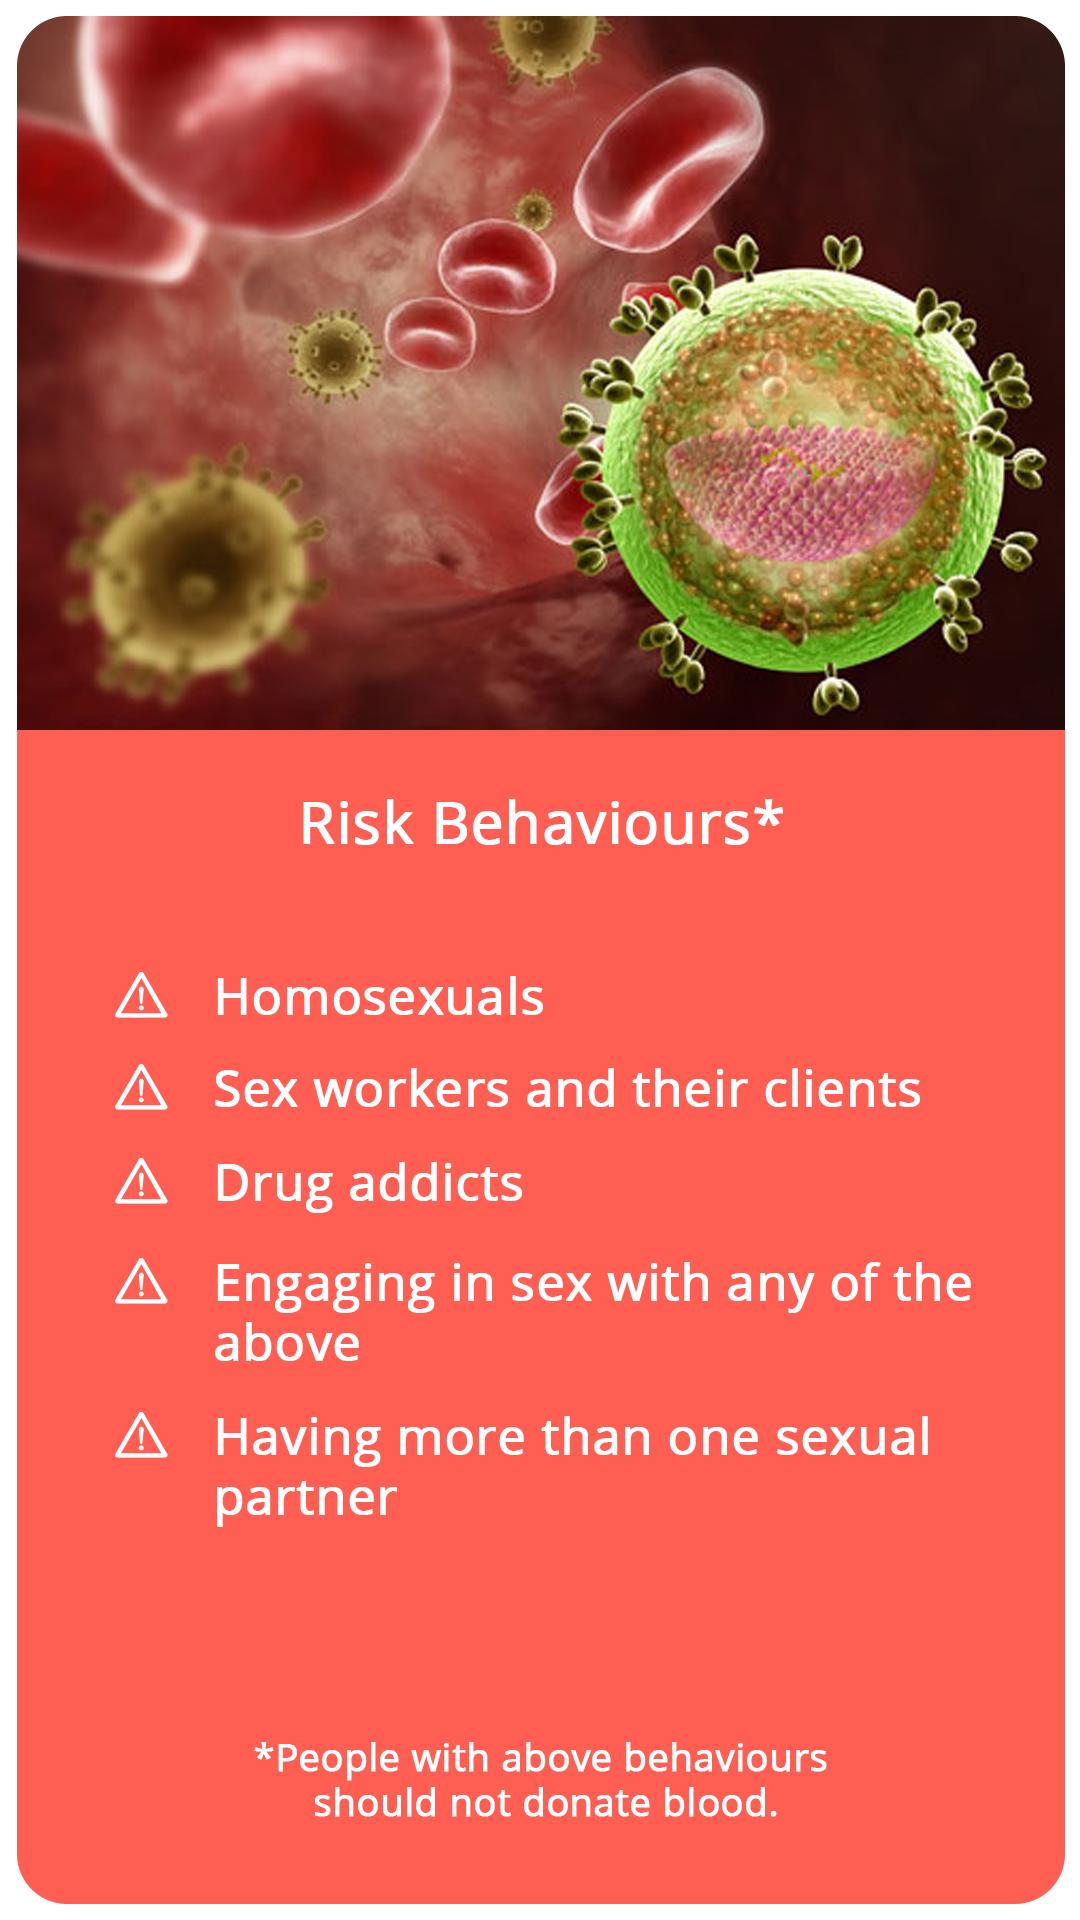 Risk Behaviours*
Homosexuals
Sex workers and their clients
Drug addicts
Engaging in sex with any of the
above
Having more than one sexual
partner
*People with above behaviours
should not donate blood.